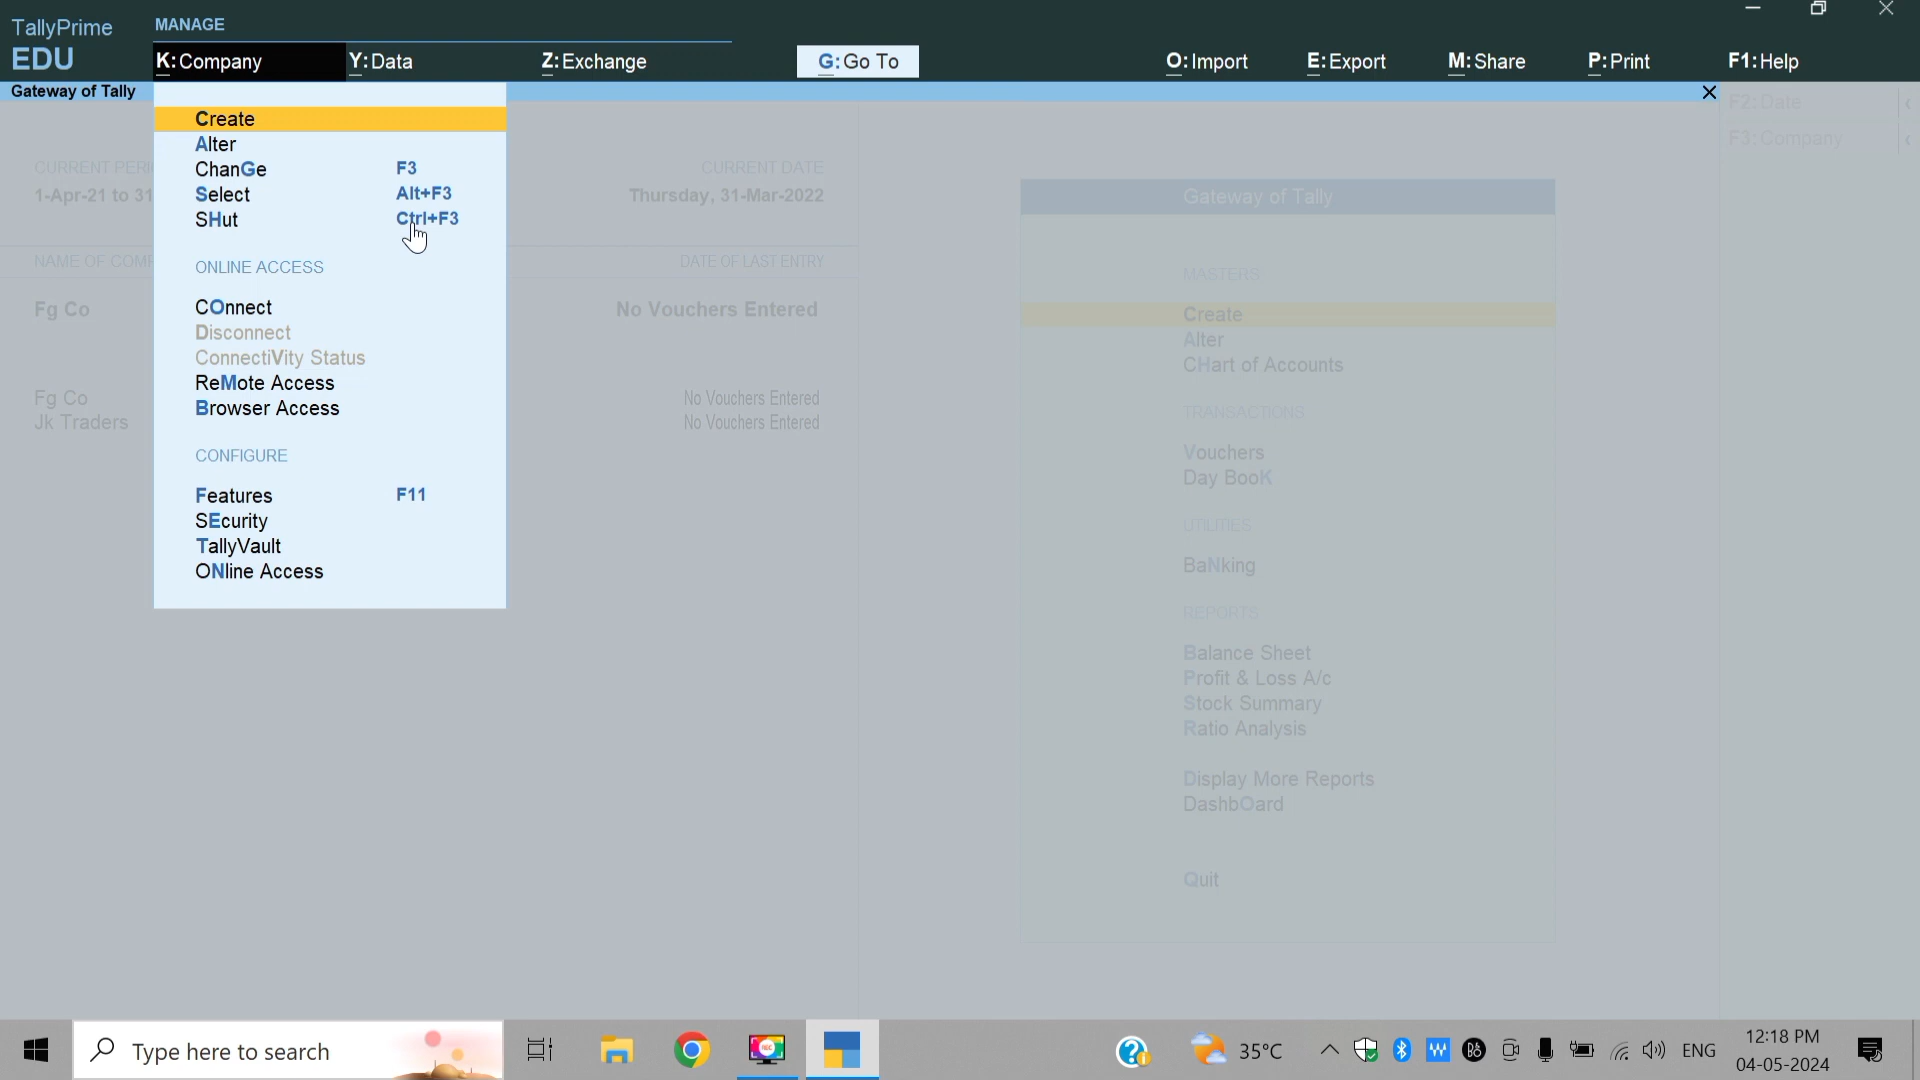 TallyPrime
EDU
MANAGE
K:Company
Y:Data
Z:Exchange
G:Go To
O:Import
E:Export
M:Share
P:Print
F1:Help
Gateway of Tally
Create
Alter
ChanGe F3
Select Alt+F3
SHut Ctrl+F3
ONLINE ACCESS
COnnect
Disconnect
ConnectiVity Status
ReMote Access
Browser Access
CONFIGURE
Features F11
SEcurity
TallyVault
ONline Access
CURRENT DATE
1-Apr-21 to 31
Thursday, 31-Mar-2022
DATE OF LAST ENTRY
Fg Co No Vouchers Entered
Fg Co No Vouchers Entered
Jk Traders No Vouchers Entered
Gateway of Tally
MASTERS
Create
Alter
CHart of Accounts
TRANSACTIONS
Vouchers
Day BooK
UTILITIES
BaNking
REPORTS
Balance Sheet
Profit & Loss A/c
Stock Summary
Ratio Analysis
Display More Reports
DashbOard
Quit
F2:Date
F3:Company
Type here to search
35°C
ENG
12:18 PM
04-05-2024